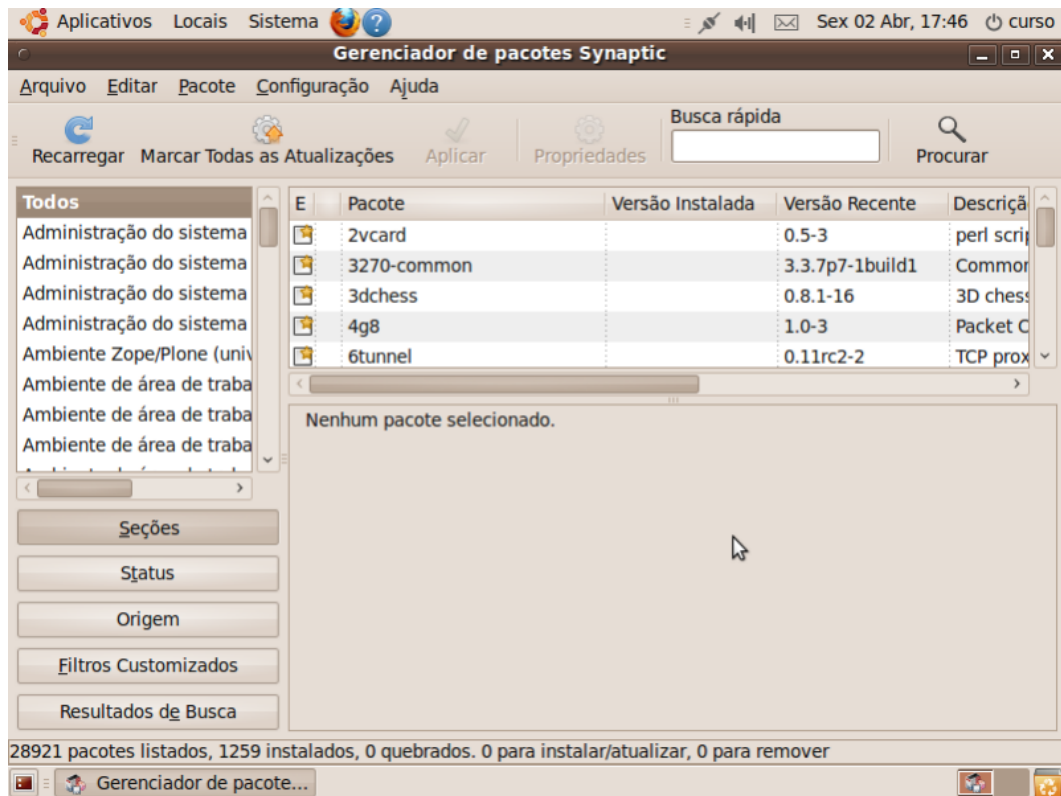 Aplicativos Locais Sistema ? Sex 02 Abr, 17:46 curso
Gerenciador de pacotes Synaptic
Arquivo Editar Pacote Configuração Ajuda
Recarregar Marcar Todas as Atualizações Aplicar Propriedades Busca rápida Procurar
Todos
Administração do sistema
Administração do sistema
Administração do sistema
Administração do sistema
Ambiente Zope/Plone (univ
Ambiente de área de traba
Ambiente de área de traba
Ambiente de área de traba
Seções
Status
Origem
Filtros Customizados
Resultados de Busca
E Pacote Versão Instalada Versão Recente Descriçã
2vcard 0.5-3 perl scrip
3270-common 3.3.7p7-1build1 Common
3dchess 0.8.1-16 3D chess
4g8 1.0-3 Packet C
6tunnel 0.11rc2-2 TCP prox
Nenhum pacote selecionado.
28921 pacotes listados, 1259 instalados, 0 quebrados. 0 para instalar/atualizar, 0 para remover
Gerenciador de pacote...